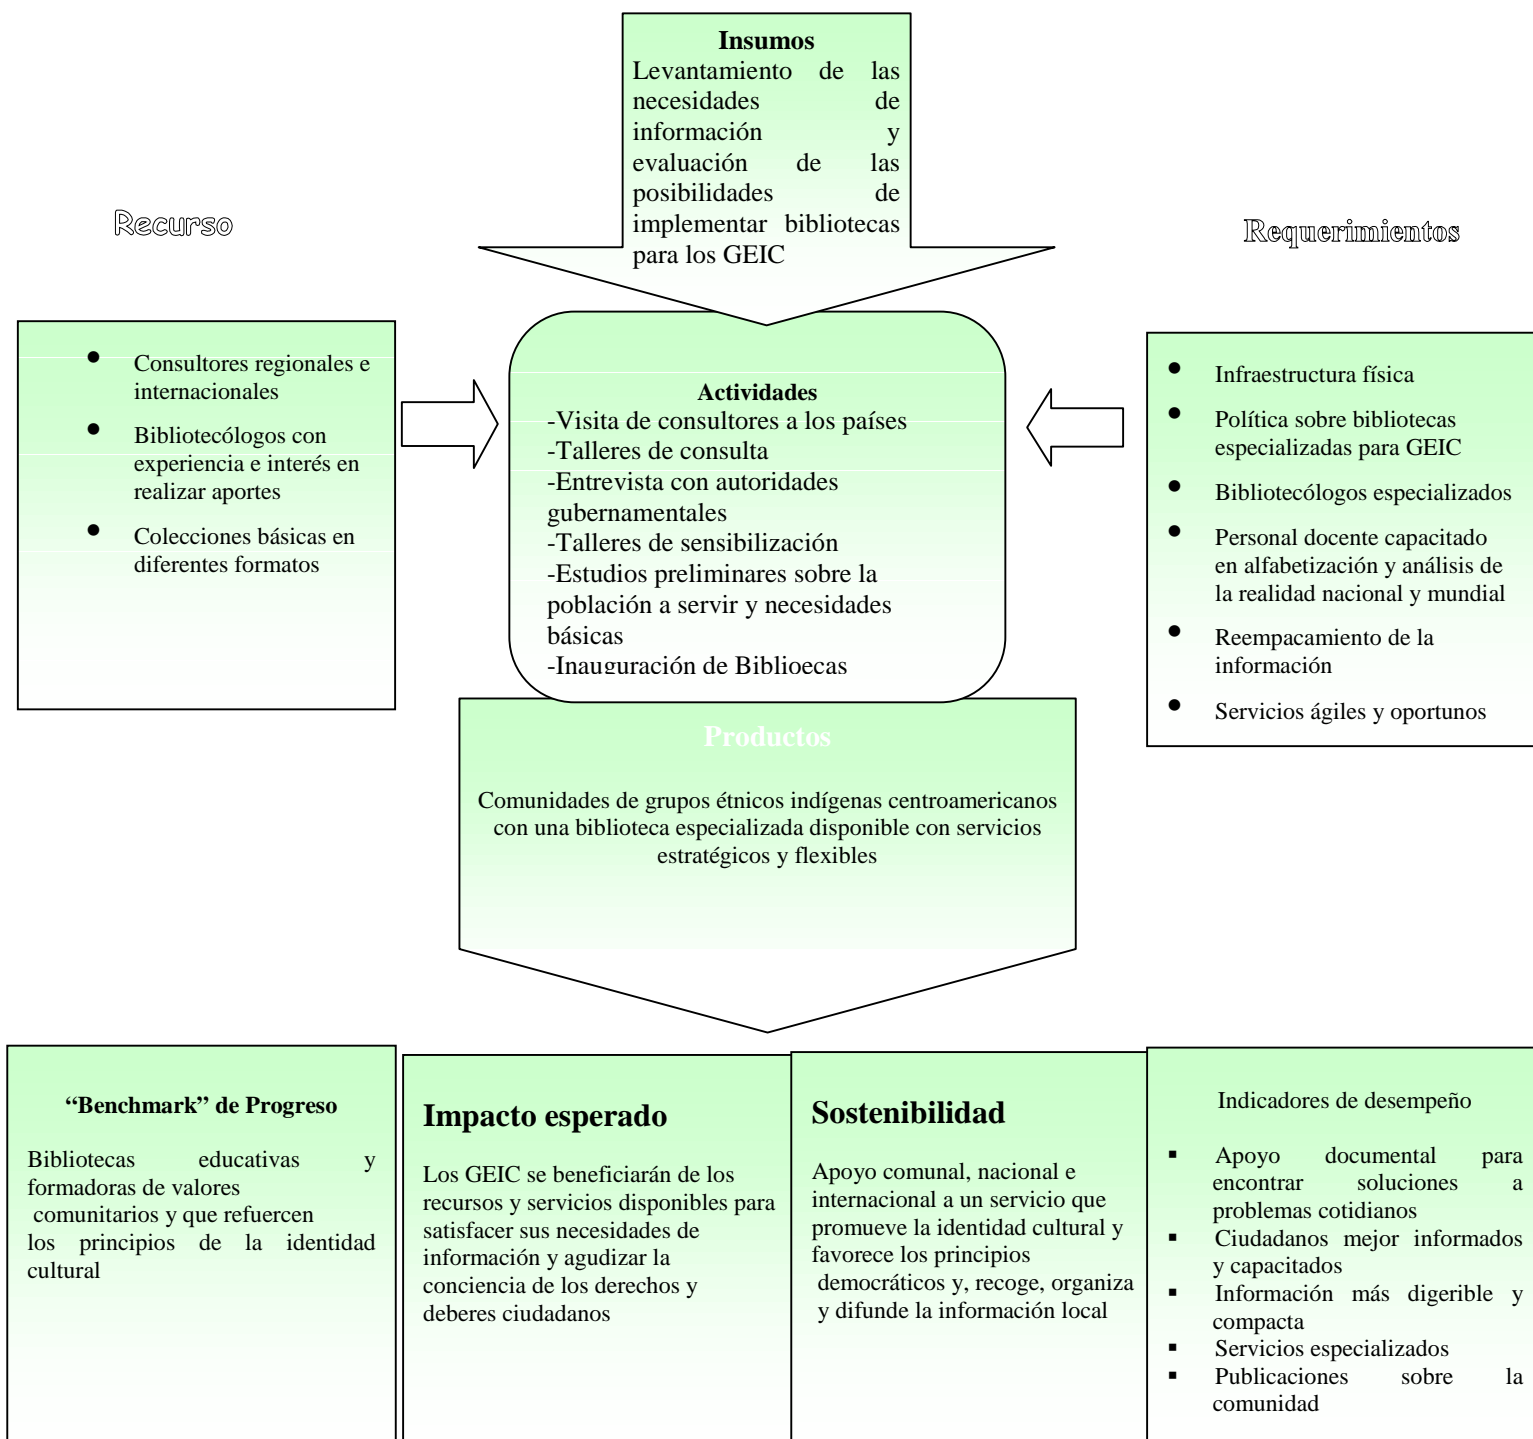 Insumos
Levantamiento de las
necesidades de
información y
evaluación de las
posibilidades de
implementar bibliotecas
para los GEIC
Recurso
Requerimientos
● Consultores regionales e
internacionales
● Bibliotecólogos con
experiencia e interés en
realizar aportes
● Colecciones básicas en
diferentes formatos
Actividades
-Visita de consultores a los países
-Talleres de consulta
-Entrevista con autoridades
gubernamentales
-Talleres de sensibilización
-Estudios preliminares sobre la
población a servir y necesidades
básicas
-Inauguración de Biblioecas
● Infraestructura física
● Política sobre bibliotecas
especializadas para GEIC
● Bibliotecólogos especializados
● Personal docente capacitado
en alfabetización y análisis de
la realidad nacional y mundial
● Reempacamiento de la
información
● Servicios ágiles y oportunos
Productos
Comunidades de grupos étnicos indígenas centroamericanos
con una biblioteca especializada disponible con servicios
estratégicos y flexibles
“Benchmark” de Progreso
Bibliotecas educativas y
formadoras de valores
comunitarios y que refuercen
los principios de la identidad
cultural
Impacto esperado
Los GEIC se beneficiarán de los
recursos y servicios disponibles para
satisfacer sus necesidades de
información y agudizar la
conciencia de los derechos y
deberes ciudadanos
Sostenibilidad
Apoyo comunal, nacional e
internacional a un servicio que
promueve la identidad cultural y
favorece los principios
democráticos y, recoge, organiza
y difunde la información local
Indicadores de desempeño
▪ Apoyo documental para
encontrar soluciones a
problemas cotidianos
▪ Ciudadanos mejor informados
y capacitados
▪ Información más digerible y
compacta
▪ Servicios especializados
▪ Publicaciones sobre la
comunidad